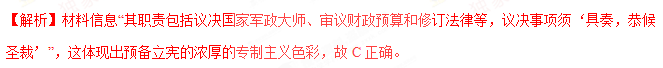 【解析】材料信息“其职责包括议决国家军政大师、审议财政预算和修订法律等，议决事项须‘具奏，恭候
圣裁’”，这体现出预备立宪的浓厚的专制主义色彩，故 C 正确。